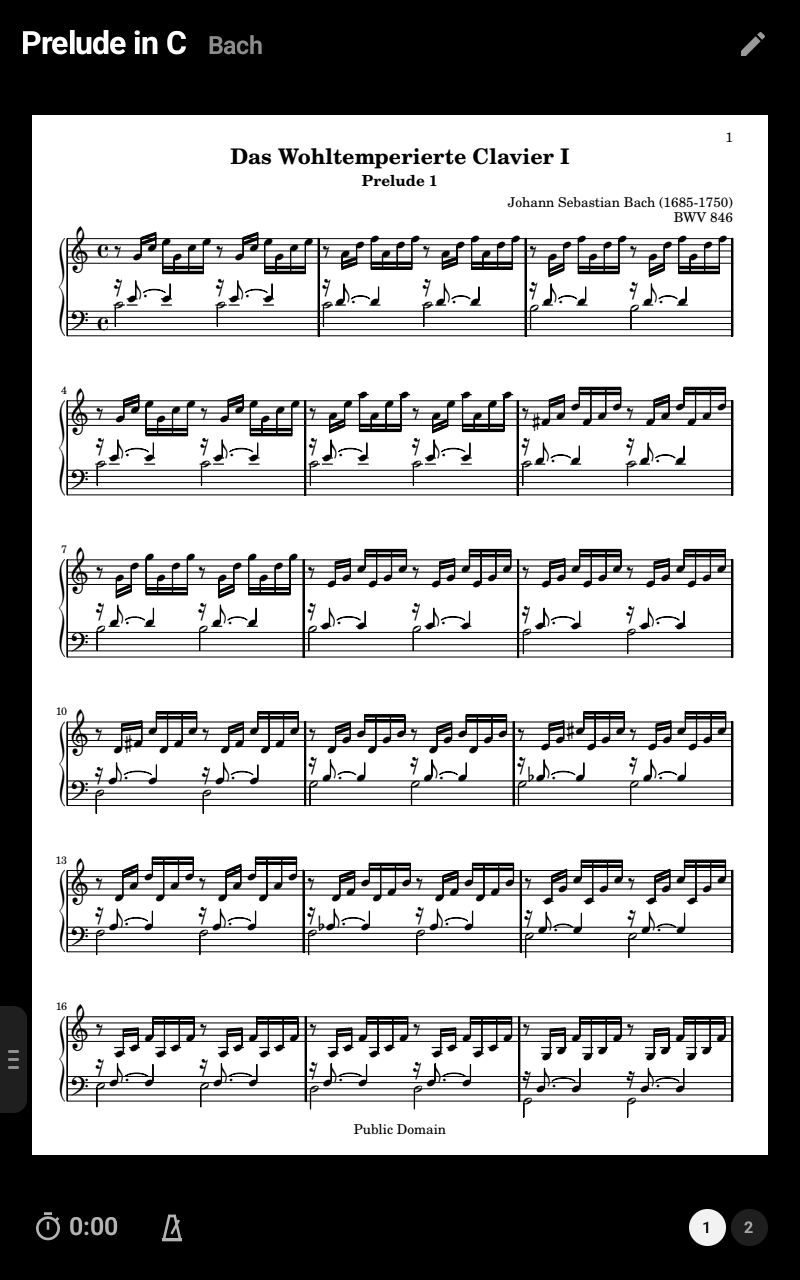 Prelude in C Bach
1
Das Wohltemperierte Clavier I
Prelude 1
Johann Sebastian Bach (1685-1750)
BWV 846
4
7
10
13
16
Public Domain
0:00
1 2